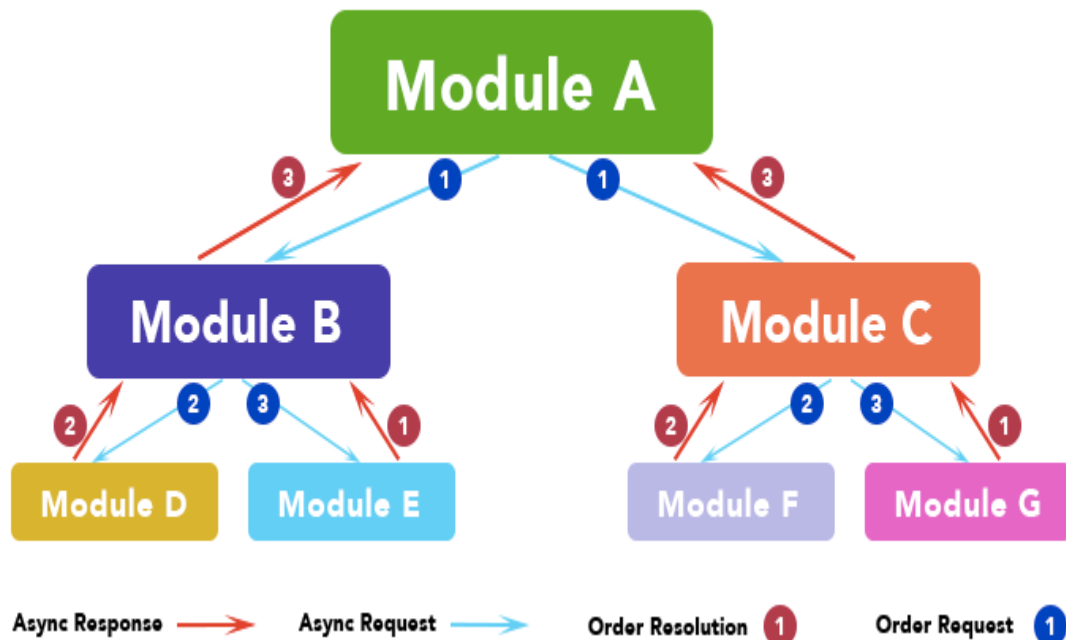 Module A
3 1 1 3
Module B Module C
2 2 3 1 2 2 3 1
Module D Module E Module F Module G
Async Response Async Request Order Resolution 1 Order Request 1